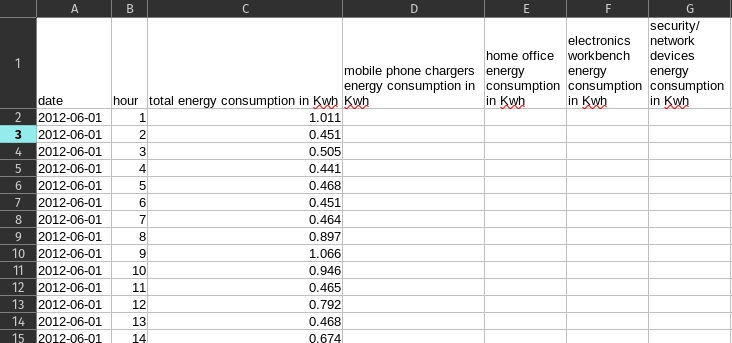 A B C D E F G
1
date
hour
total energy consumption in Kwh
mobile phone chargers
energy consumption in
Kwh
home office
energy
consumption
in Kwh
electronics
workbench
energy
consumption
in Kwh
security/
network
devices
energy
consumption
in Kwh
2 2012-06-01 1 1.011
3 2012-06-01 2 0.451
4 2012-06-01 3 0.505
5 2012-06-01 4 0.441
6 2012-06-01 5 0.468
7 2012-06-01 6 0.451
8 2012-06-01 7 0.464
9 2012-06-01 8 0.897
10 2012-06-01 9 1.066
11 2012-06-01 10 0.946
12 2012-06-01 11 0.465
13 2012-06-01 12 0.792
14 2012-06-01 13 0.468
15 2012-06-01 14 0.674